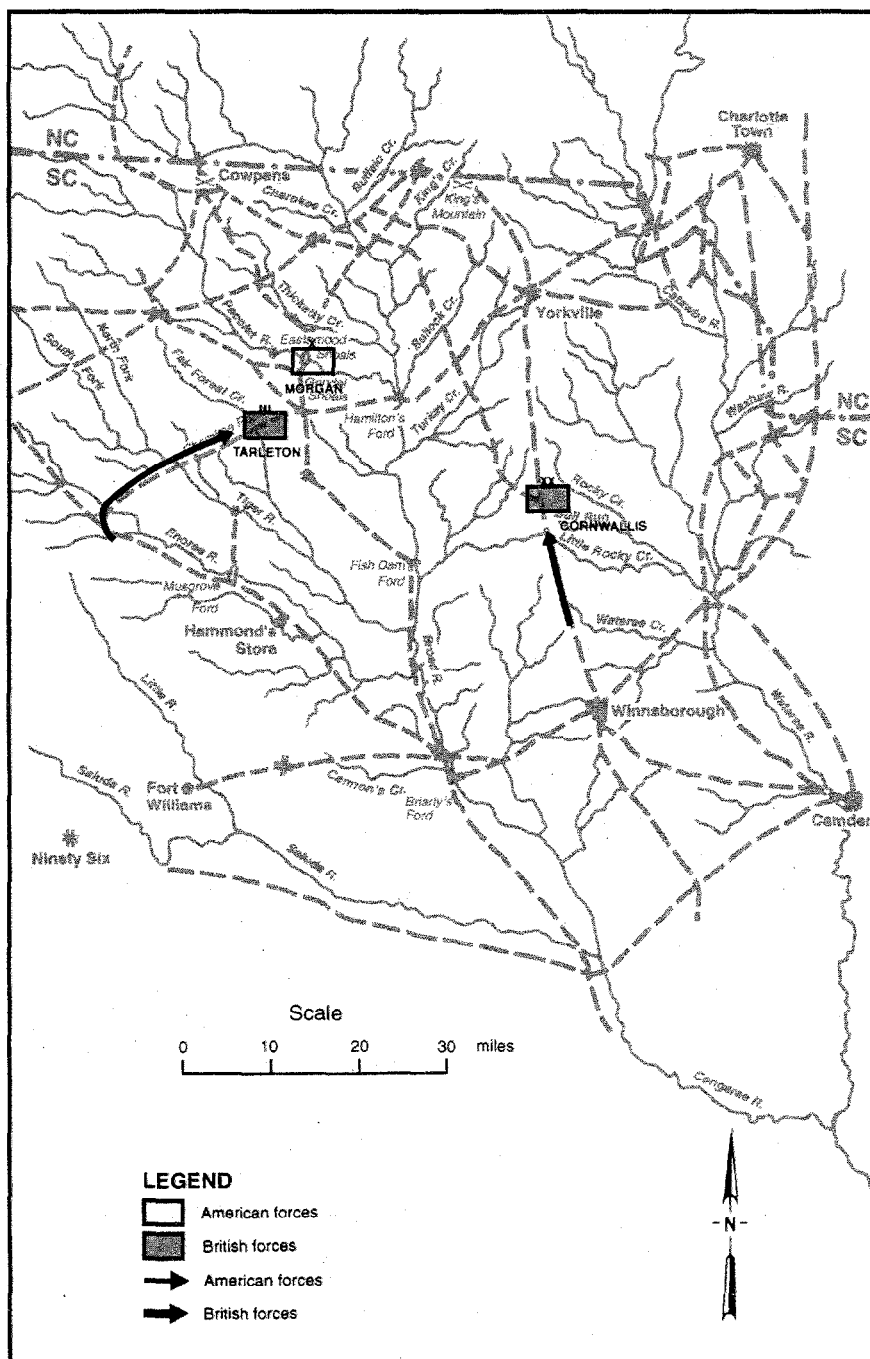 Charlotte
Town
NC
SC
Cowpens
Cherokee Cr.
Buffalo Cr.
King's Cr.
King's
Mountain
Thicketty Cr.
Pacolet R.
Bullock Cr.
Yorkville
Catawba R.
South Fork
North Fork
Fair Forest Cr.
Easterwood
Shoals
MORGAN
Shoals
Hamilton's
Ford
Turkey Cr.
Waxhaw R.
NC
SC
TARLETON
Tiger R.
Rocky Cr.
CORNWALLIS
Little Rocky Cr.
Enoree R.
Musgrove
Ford
Fish Dam
Ford
Hammond's
Store
Wateree Cr.
Little R.
Broad R.
Winnsborough
Wateree R.
Saluda R.
Fort
Williams
Cannon's Cr.
Briarly's
Ford
Camden
Ninety Six
Saluda R.
Scale
0 10 20 30 miles
Congaree R.
LEGEND
American forces
British forces
American forces
British forces
-N-